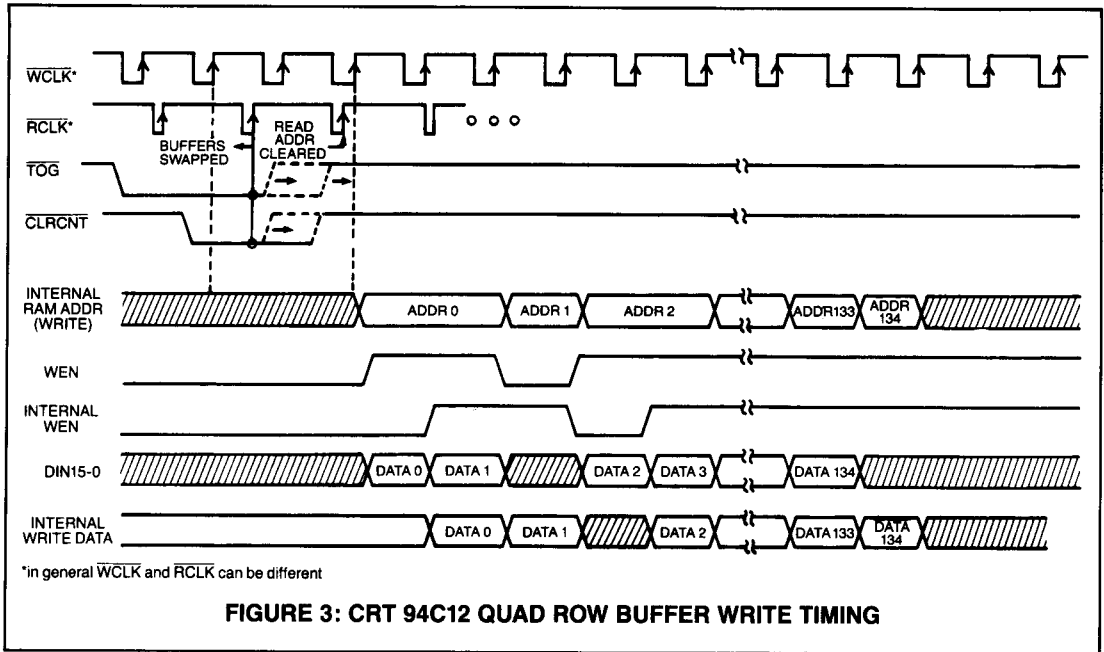 WCLK*
RCLK*
BUFFERS
SWAPPED
READ
ADDR
CLEARED
TOG
CLRCNT
INTERNAL
RAM ADDR
(WRITE)
ADDR 0
ADDR 1
ADDR 2
ADDR133
ADDR
134
WEN
INTERNAL
WEN
DIN15-0
DATA 0
DATA 1
DATA 2
DATA 3
DATA 134
INTERNAL
WRITE DATA
DATA 0
DATA 1
DATA 2
DATA 133
DATA
134
*in general WCLK and RCLK can be different
FIGURE 3: CRT 94C12 QUAD ROW BUFFER WRITE TIMING